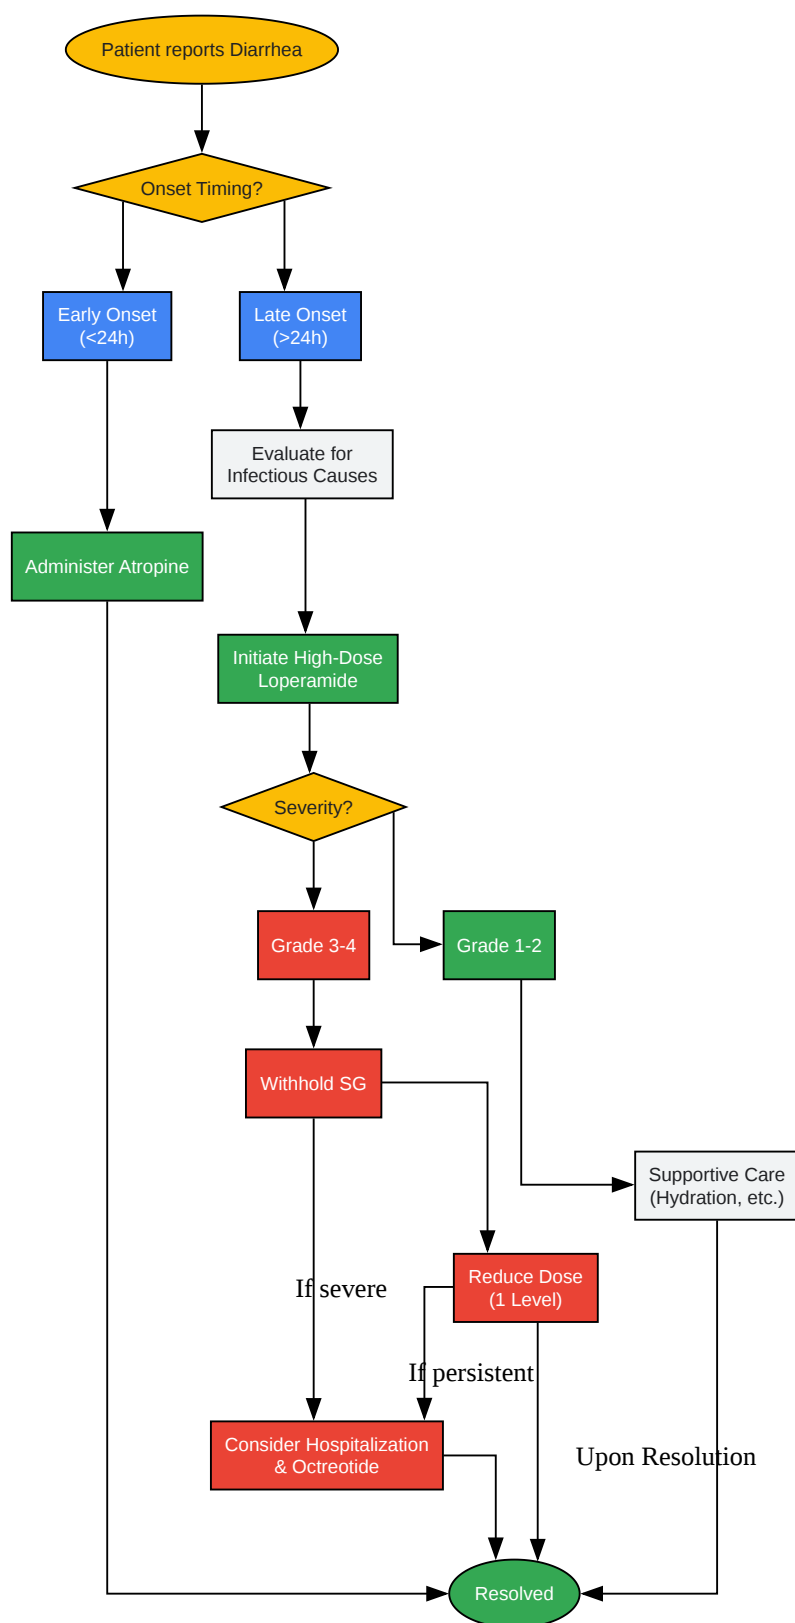 Patient reports Diarrhea
Onset Timing?
Early Onset
(<24h)
Late Onset
(>24h)
Evaluate for
Infectious Causes
Administer Atropine
Initiate High-Dose
Loperamide
Severity?
Grade 3-4
Grade 1-2
Withhold SG
Supportive Care
(Hydration, etc.)
Reduce Dose
(1 Level)
If severe
If persistent
Consider Hospitalization
& Octreotide
Upon Resolution
Resolved